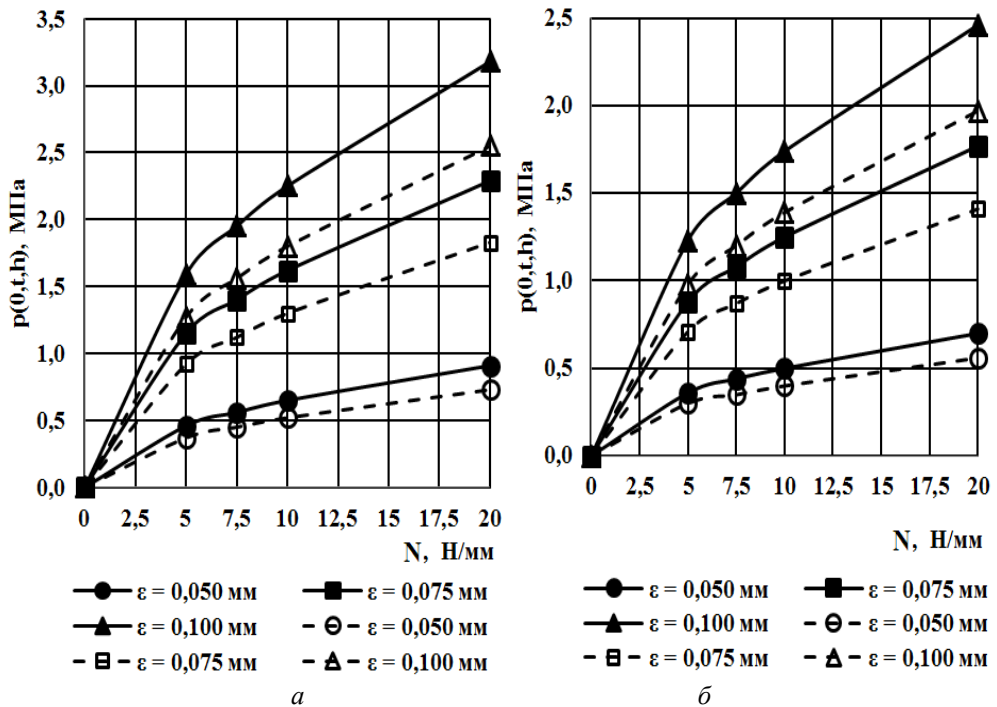 p(0,t,h), МПа
3,5
3,0
2,5
2,0
1,5
1,0
0,5
0,0
0 2,5 5 7,5 10 12,5 15 17,5 20
N, Н/мм
ε = 0,050 мм ε = 0,075 мм
ε = 0,100 мм ε = 0,050 мм
ε = 0,075 мм ε = 0,100 мм
а
p(0,t,h), МПа
2,5
2,0
1,5
1,0
0,5
0,0
0 2,5 5 7,5 10 12,5 15 17,5 20
N, Н/мм
ε = 0,050 мм ε = 0,075 мм
ε = 0,100 мм ε = 0,050 мм
ε = 0,075 мм ε = 0,100 мм
б